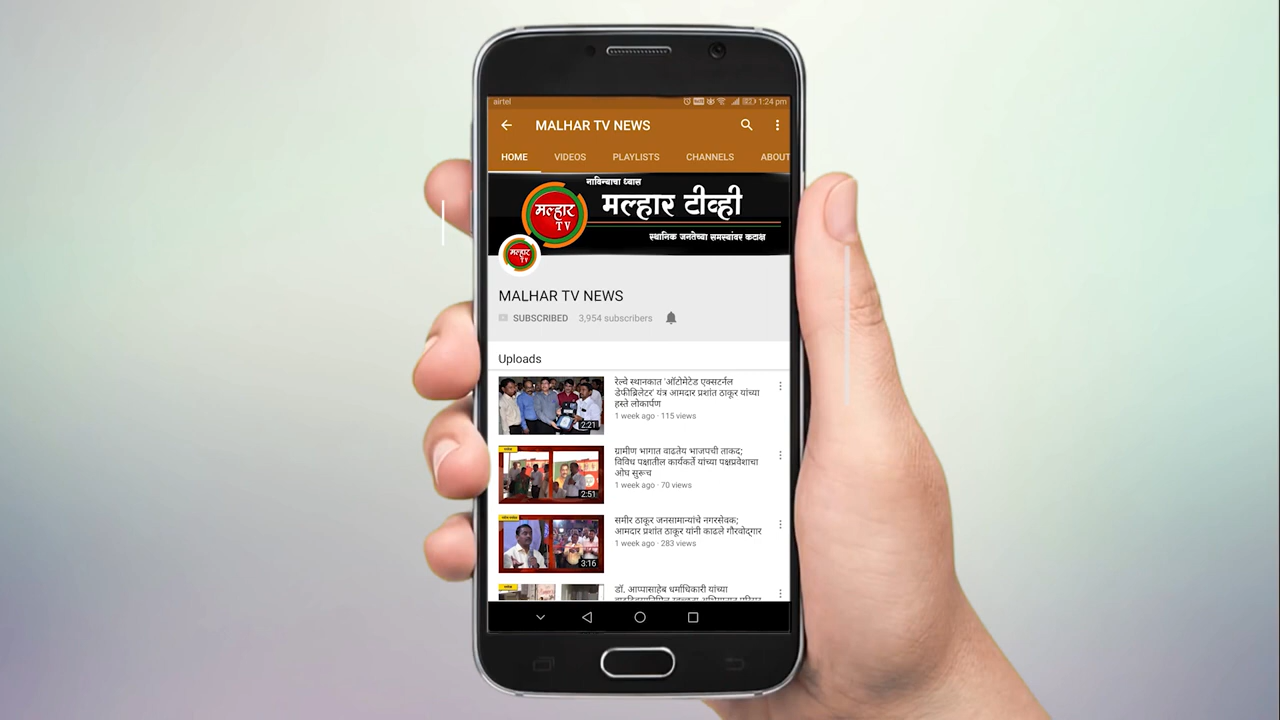 airtel 1:24 pm
MALHAR TV NEWS
HOME VIDEOS PLAYLISTS CHANNELS ABOUT
नाविन्याचा ध्यास
मल्हार टीव्ही
स्थानिक जनतेच्या समस्यांवर कटाक्ष
मल्हार
TV
मल्हार
TV
MALHAR TV NEWS
SUBSCRIBED 3,954 subscribers
Uploads
रेल्वे स्थानकात 'ऑटोमेटेड एक्सटर्नल
डेफीब्रिलेटर' यंत्र आमदार प्रशांत ठाकूर यांच्या
हस्ते लोकार्पण
1 week ago · 115 views
2:21
ग्रामीण भागात वाढतेय भाजपची ताकद;
विविध पक्षातील कार्यकर्ते यांच्या पक्षप्रवेशाचा
ओघ सुरूच
1 week ago · 70 views
2:51
समीर ठाकूर जनसामान्यांचे नगरसेवक;
आमदार प्रशांत ठाकूर यांनी काढले गौरवोद्गार
1 week ago · 283 views
3:16
डॉ. आप्पासाहेब धर्माधिकारी यांच्या